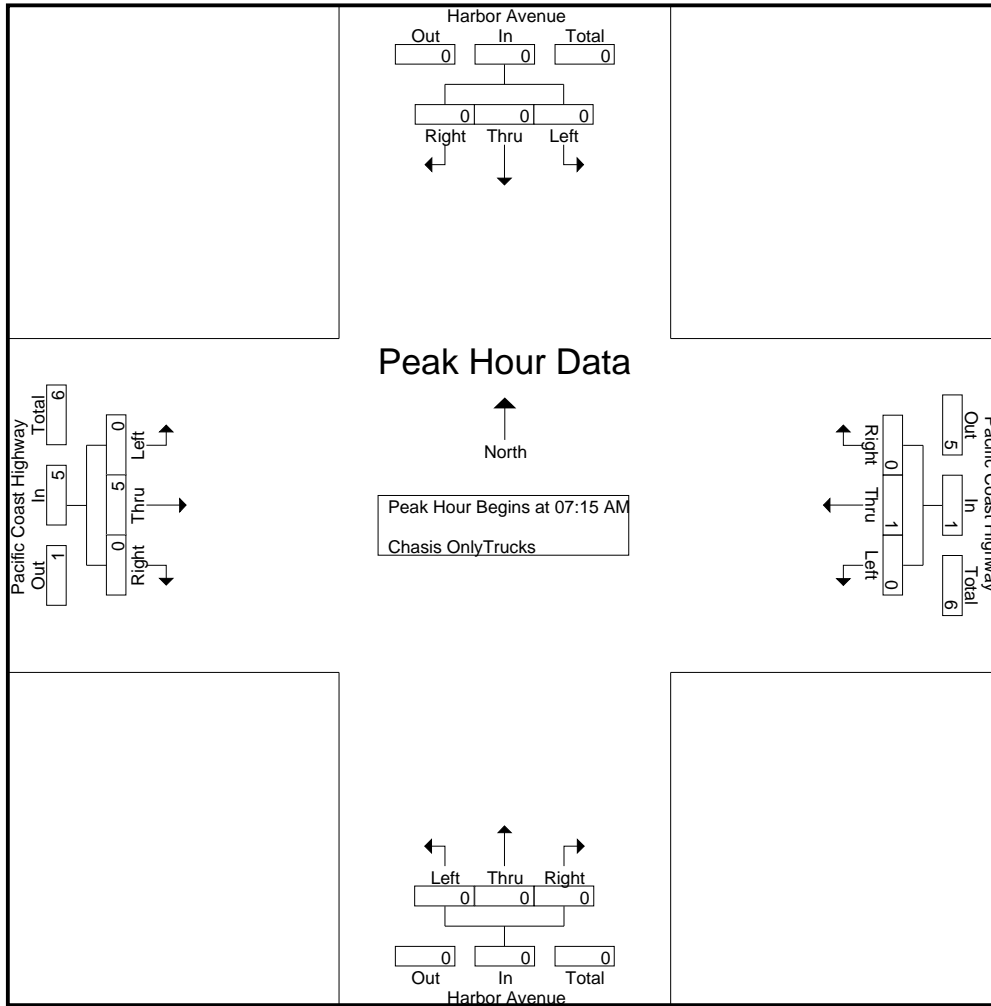 Harbor Avenue
Out In Total
0 0 0
0 0 0
Right Thru Left
Peak Hour Data
North
Peak Hour Begins at 07:15 AM
Chasis OnlyTrucks
Pacific Coast Highway
Out In Total
1 5 6
0 5 0
Right Thru Left
Pacific Coast Highway
Out In Total
5 1 6
0 1 0
Right Thru Left
Left Thru Right
0 0 0
0 0 0
Out In Total
Harbor Avenue